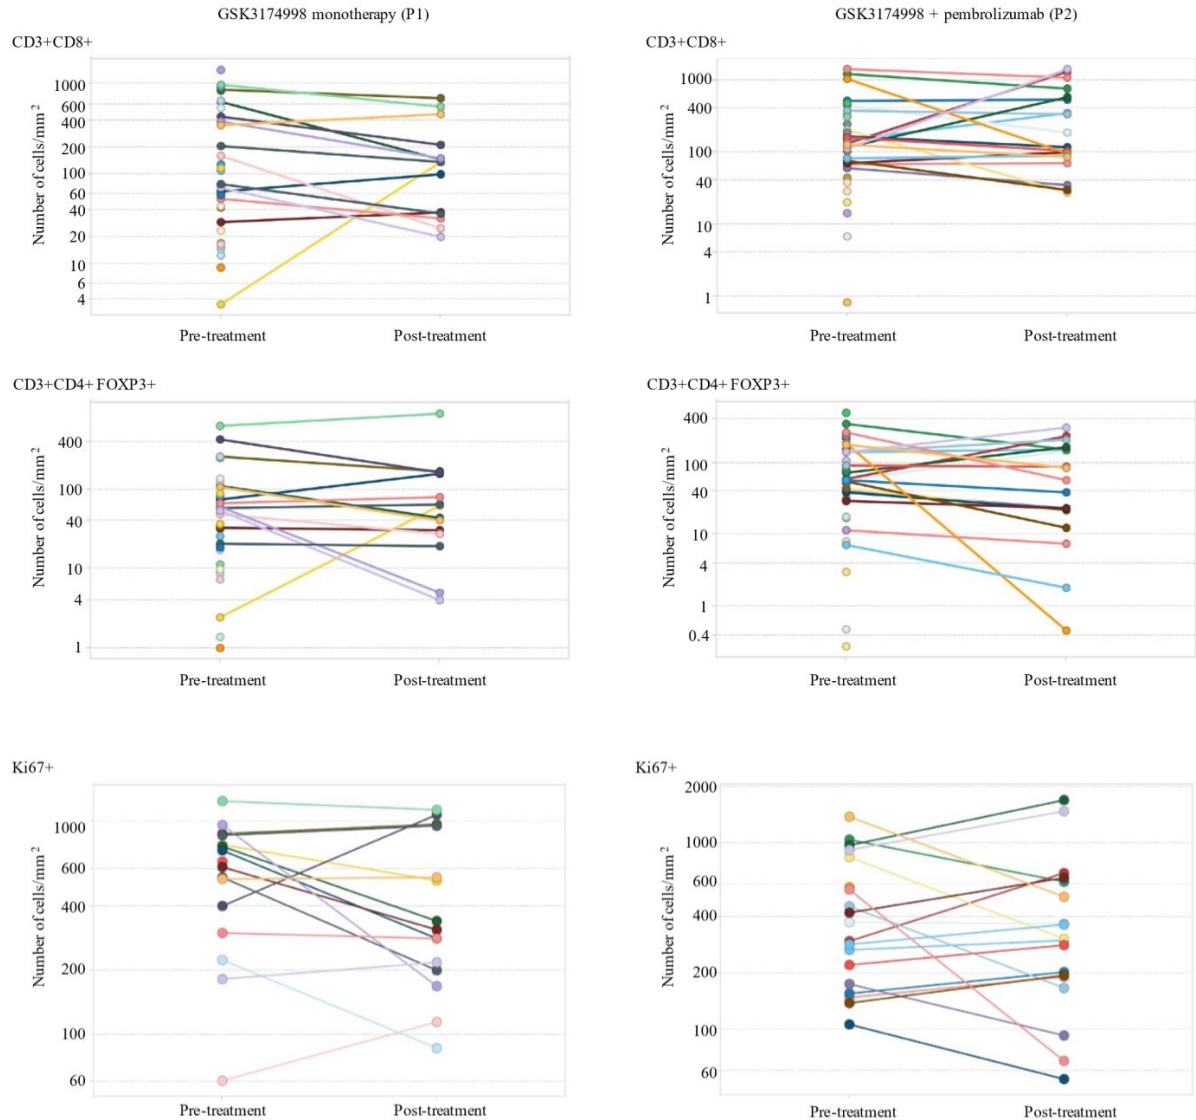 GSK3174998 monotherapy (P1)
GSK3174998 + pembrolizumab (P2)
CD3+CD8+
Number of cells/mm²
1000
600
400
200
100
60
40
20
10
6
4
Pre-treatment
Post-treatment
CD3+CD8+
Number of cells/mm²
1000
400
100
40
10
4
1
Pre-treatment
Post-treatment
CD3+CD4+ FOXP3+
Number of cells/mm²
400
100
40
10
4
1
Pre-treatment
Post-treatment
CD3+CD4+ FOXP3+
Number of cells/mm²
400
100
40
10
4
1
0.4
Pre-treatment
Post-treatment
Ki67+
Number of cells/mm²
1000
600
400
200
100
60
Pre-treatment
Post-treatment
Ki67+
Number of cells/mm²
2000
1000
600
400
200
100
60
Pre-treatment
Post-treatment